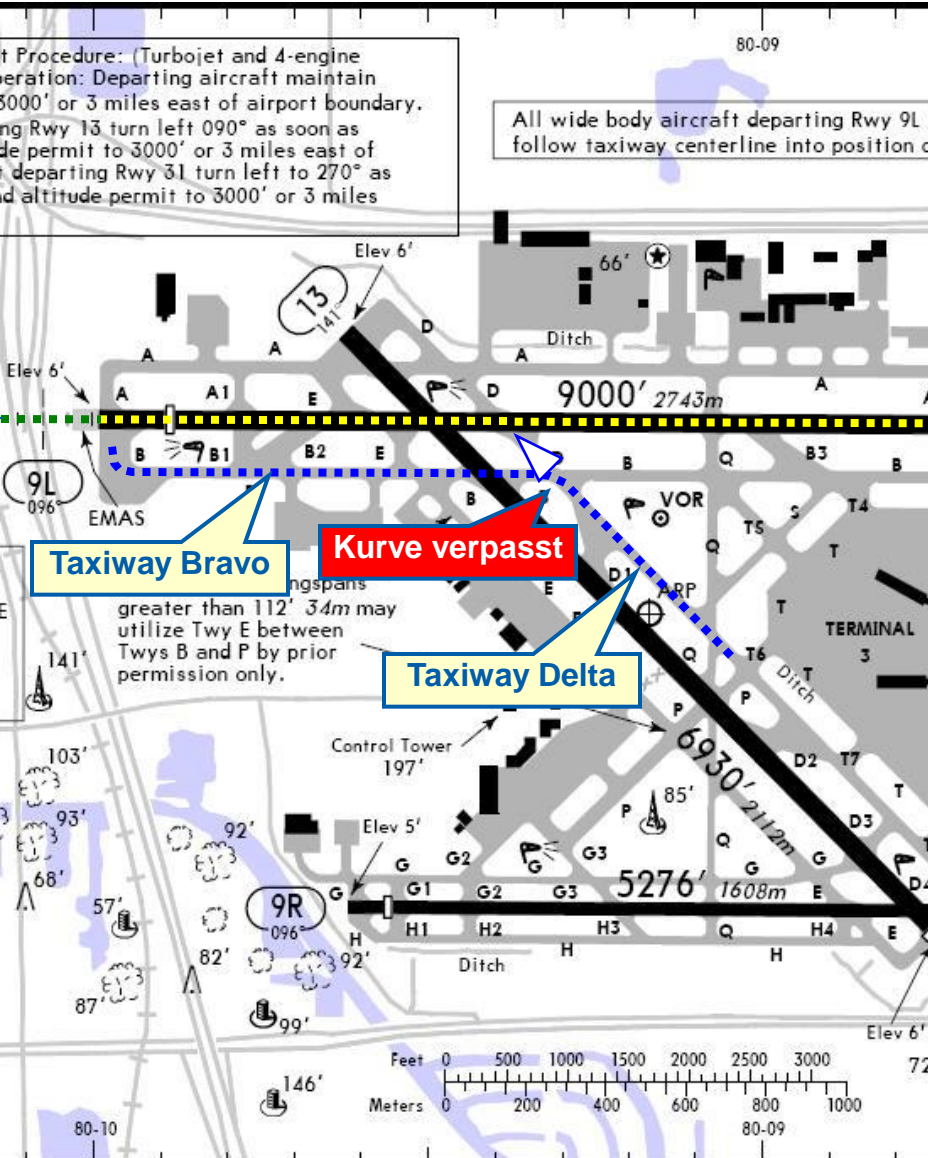 t Procedure: (Turbojet and 4-engine
peration: Departing aircraft maintain
3000' or 3 miles east of airport boundary.
ng Rwy 13 turn left 090° as soon as
de permit to 3000' or 3 miles east of
t departing Rwy 31 turn left to 270° as
nd altitude permit to 3000' or 3 miles
80-09
All wide body aircraft departing Rwy 9L
follow taxiway centerline into position o
Elev 6'
66'
13
141°
D
Ditch
A
A
A
Elev 6'
A
A1
E
D
9000' 2743m
A
B
B1
B2
E
B
Q
B3
B
9L
096°
EMAS
B
VOR
T5
S
T4
Kurve verpasst
Q
T
Taxiway Bravo
ngspans
greater than 112' 34m may
utilize Twy E between
Twys B and P by prior
permission only.
E
D1
ARP
T
TERMINAL
3
E
141'
Taxiway Delta
Q
T6
T
Ditch
P
P
Control Tower
197'
6930' 2112m
D2
T7
T
103'
93'
92'
Elev 5'
P
85'
D3
68'
G
G2
G
G3
Q
G
G
D4
57'
9R
096°
G
G1
G2
G3
5276' 1608m
E
H
H1
H2
H3
Q
H4
E
82'
92'
Ditch
H
H
87'
99'
Elev 6'
72
Feet 0 500 1000 1500 2000 2500 3000
146'
Meters 0 200 400 600 800 1000
80-10
80-09